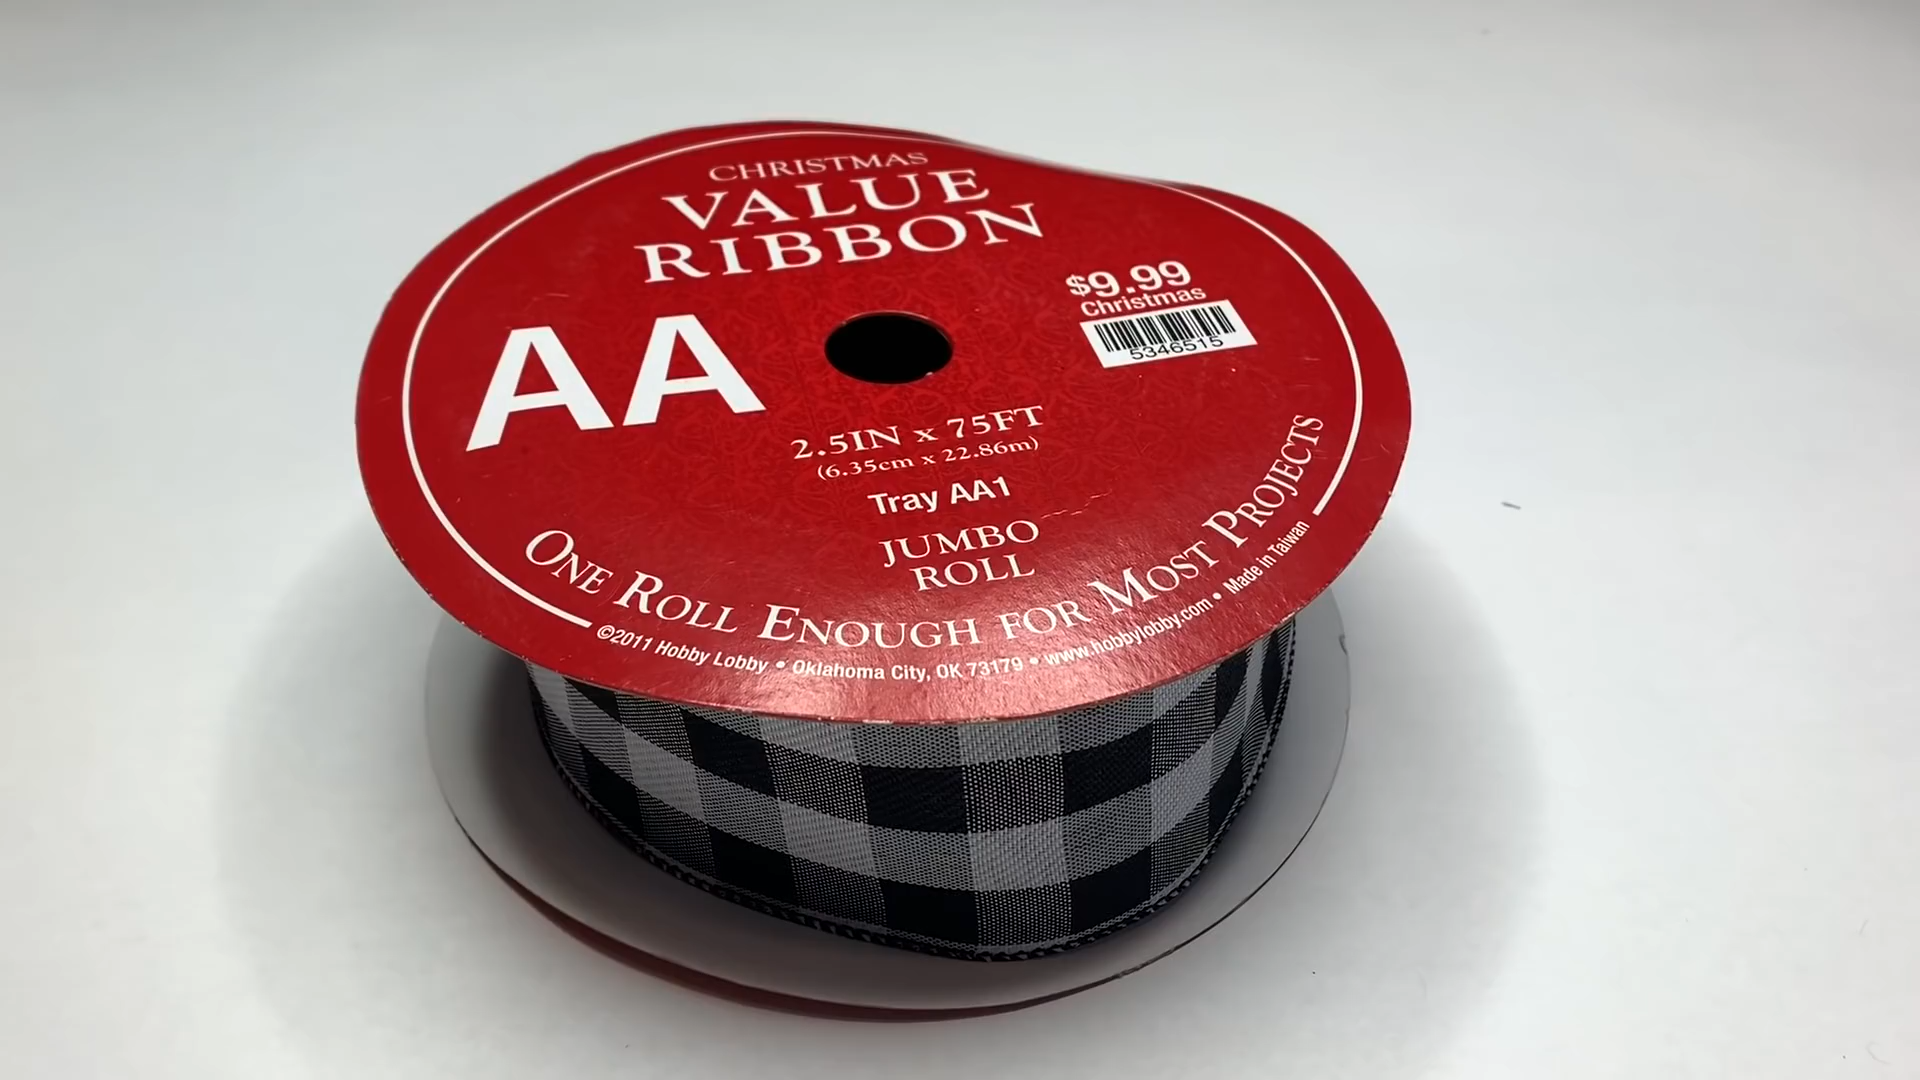 CHRISTMAS
VALUE
RIBBON
AA
$9.99
Christmas
5346515
2.5IN x 75FT
(6.35cm x 22.86m)
Tray AA1
JUMBO
ROLL
ONE ROLL ENOUGH FOR MOST PROJECTS
©2011 Hobby Lobby • Oklahoma City, OK 73179 • www.hobbylobby.com • Made in Taiwan